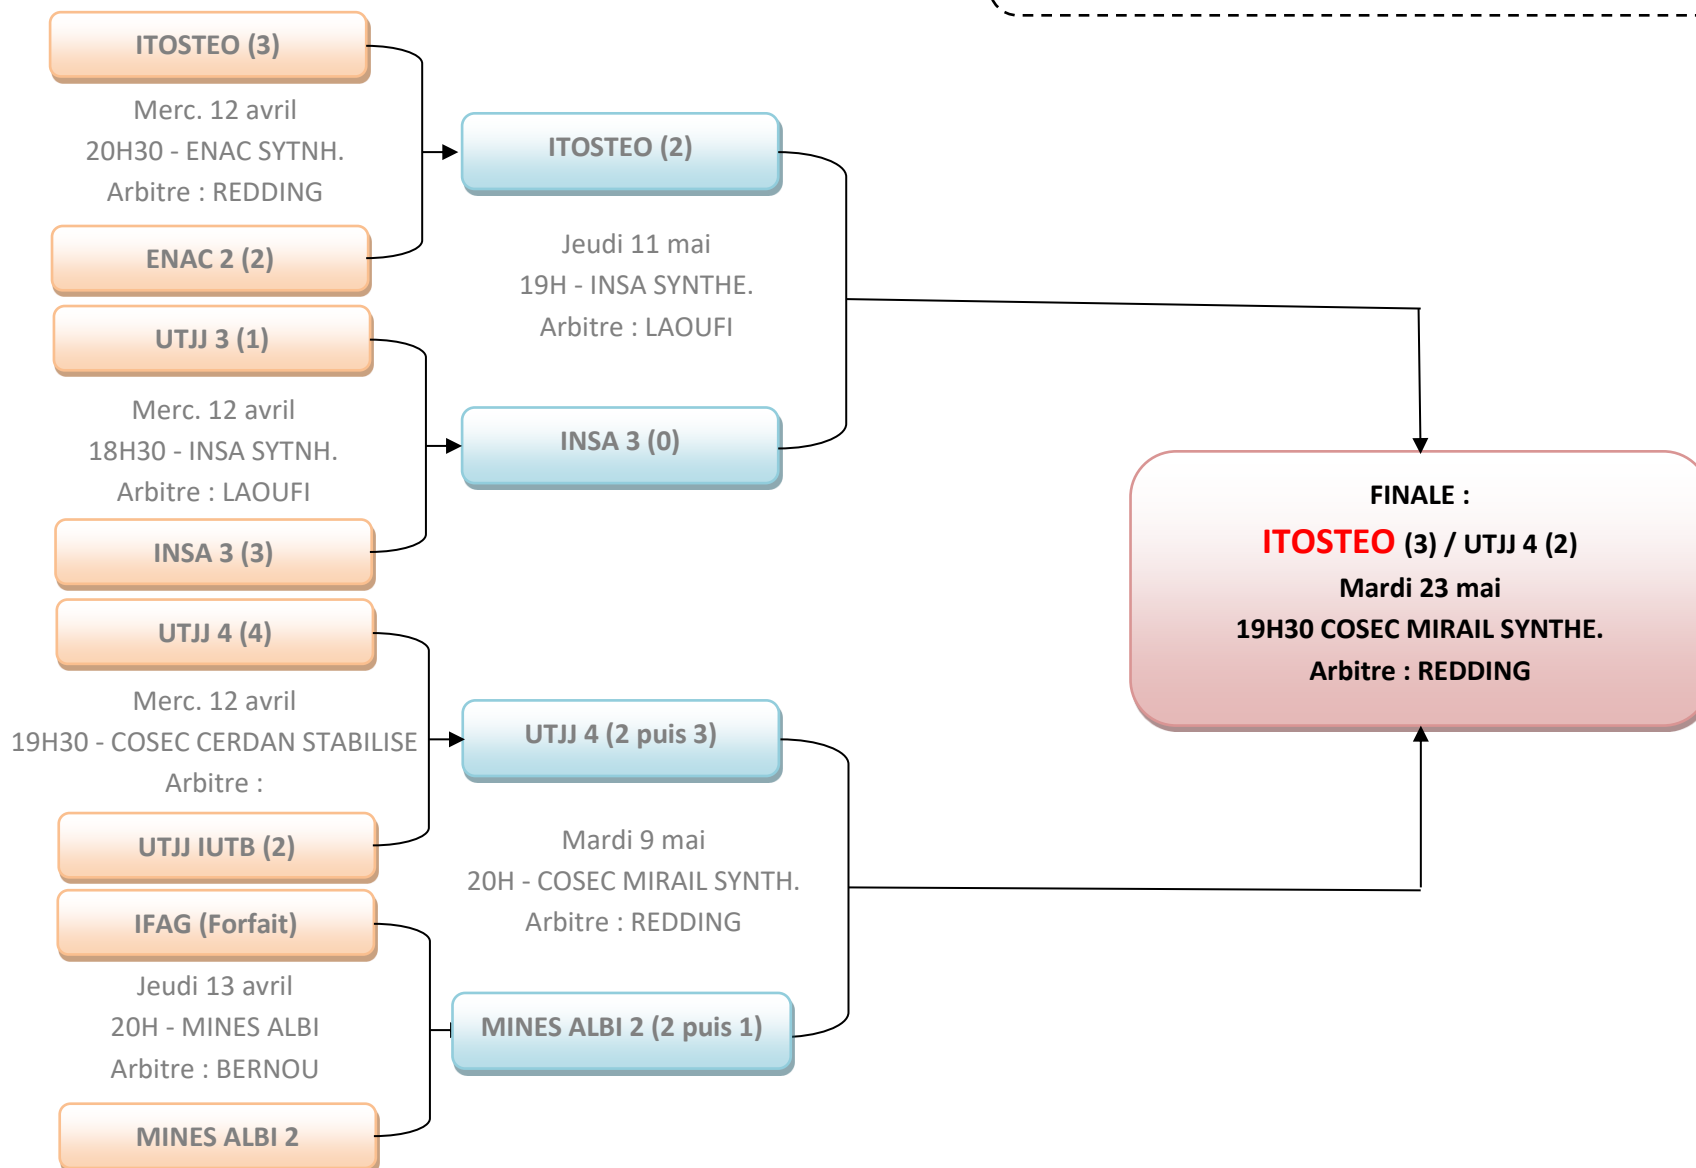 ITOSTEO (3)
Merc. 12 avril
20H30 - ENAC SYTNH.
Arbitre : REDDING
ENAC 2 (2)
UTJJ 3 (1)
Merc. 12 avril
18H30 - INSA SYTNH.
Arbitre : LAOUFI
INSA 3 (3)
UTJJ 4 (4)
Merc. 12 avril
19H30 - COSEC CERDAN STABILISE
Arbitre :
UTJJ IUTB (2)
IFAG (Forfait)
Jeudi 13 avril
20H - MINES ALBI
Arbitre : BERNOU
MINES ALBI 2
ITOSTEO (2)
Jeudi 11 mai
19H - INSA SYNTHE.
Arbitre : LAOUFI
INSA 3 (0)
UTJJ 4 (2 puis 3)
Mardi 9 mai
20H - COSEC MIRAIL SYNTH.
Arbitre : REDDING
MINES ALBI 2 (2 puis 1)
FINALE :
ITOSTEO (3) / UTJJ 4 (2)
Mardi 23 mai
19H30 COSEC MIRAIL SYNTHE.
Arbitre : REDDING